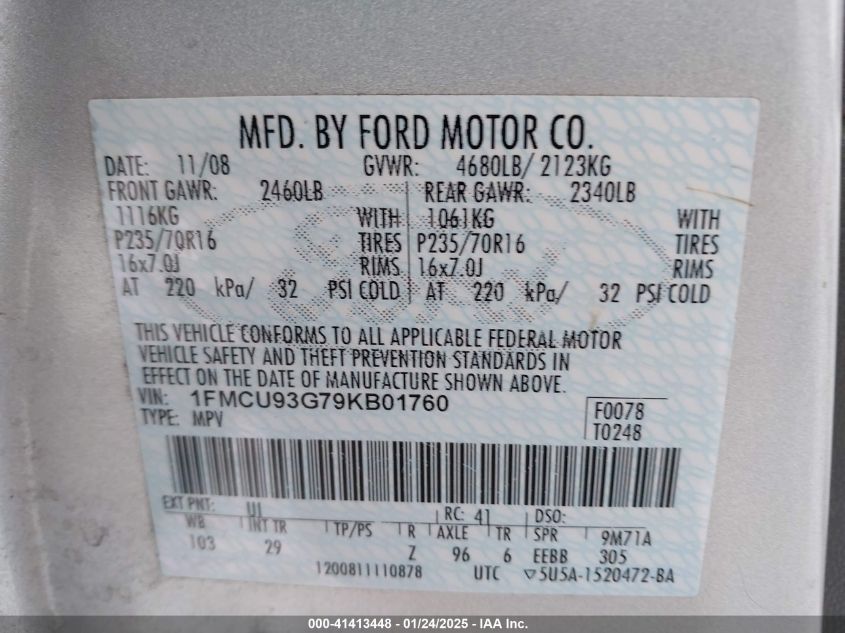 MFD. BY FORD MOTOR CO.
DATE: 11/08 GVWR: 4680LB/ 2123KG
FRONT GAWR: 2460LB REAR GAWR: 2340LB
1116KG WITH 1061KG WITH
P235/70R16 TIRES P235/70R16 TIRES
16x7.0J RIMS 16x7.0J RIMS
AT 220 kPa/ 32 PSI COLD AT 220 kPa/ 32 PSI COLD
THIS VEHICLE CONFORMS TO ALL APPLICABLE FEDERAL MOTOR
VEHICLE SAFETY AND THEFT PREVENTION STANDARDS IN
EFFECT ON THE DATE OF MANUFACTURE SHOWN ABOVE.
VIN: 1FMCU93G79KB01760
TYPE: MPV
F0078
T0248
EXT PNT: UI RC: 41 DSO:
WB INT TR TP/PS R AXLE TR SPR 9M71A
103 29 Z 96 6 EEBB 305
1200811110878 UTC ▽5U5A-1520472-BA
000-41413448 - 01/24/2025 - IAA Inc.